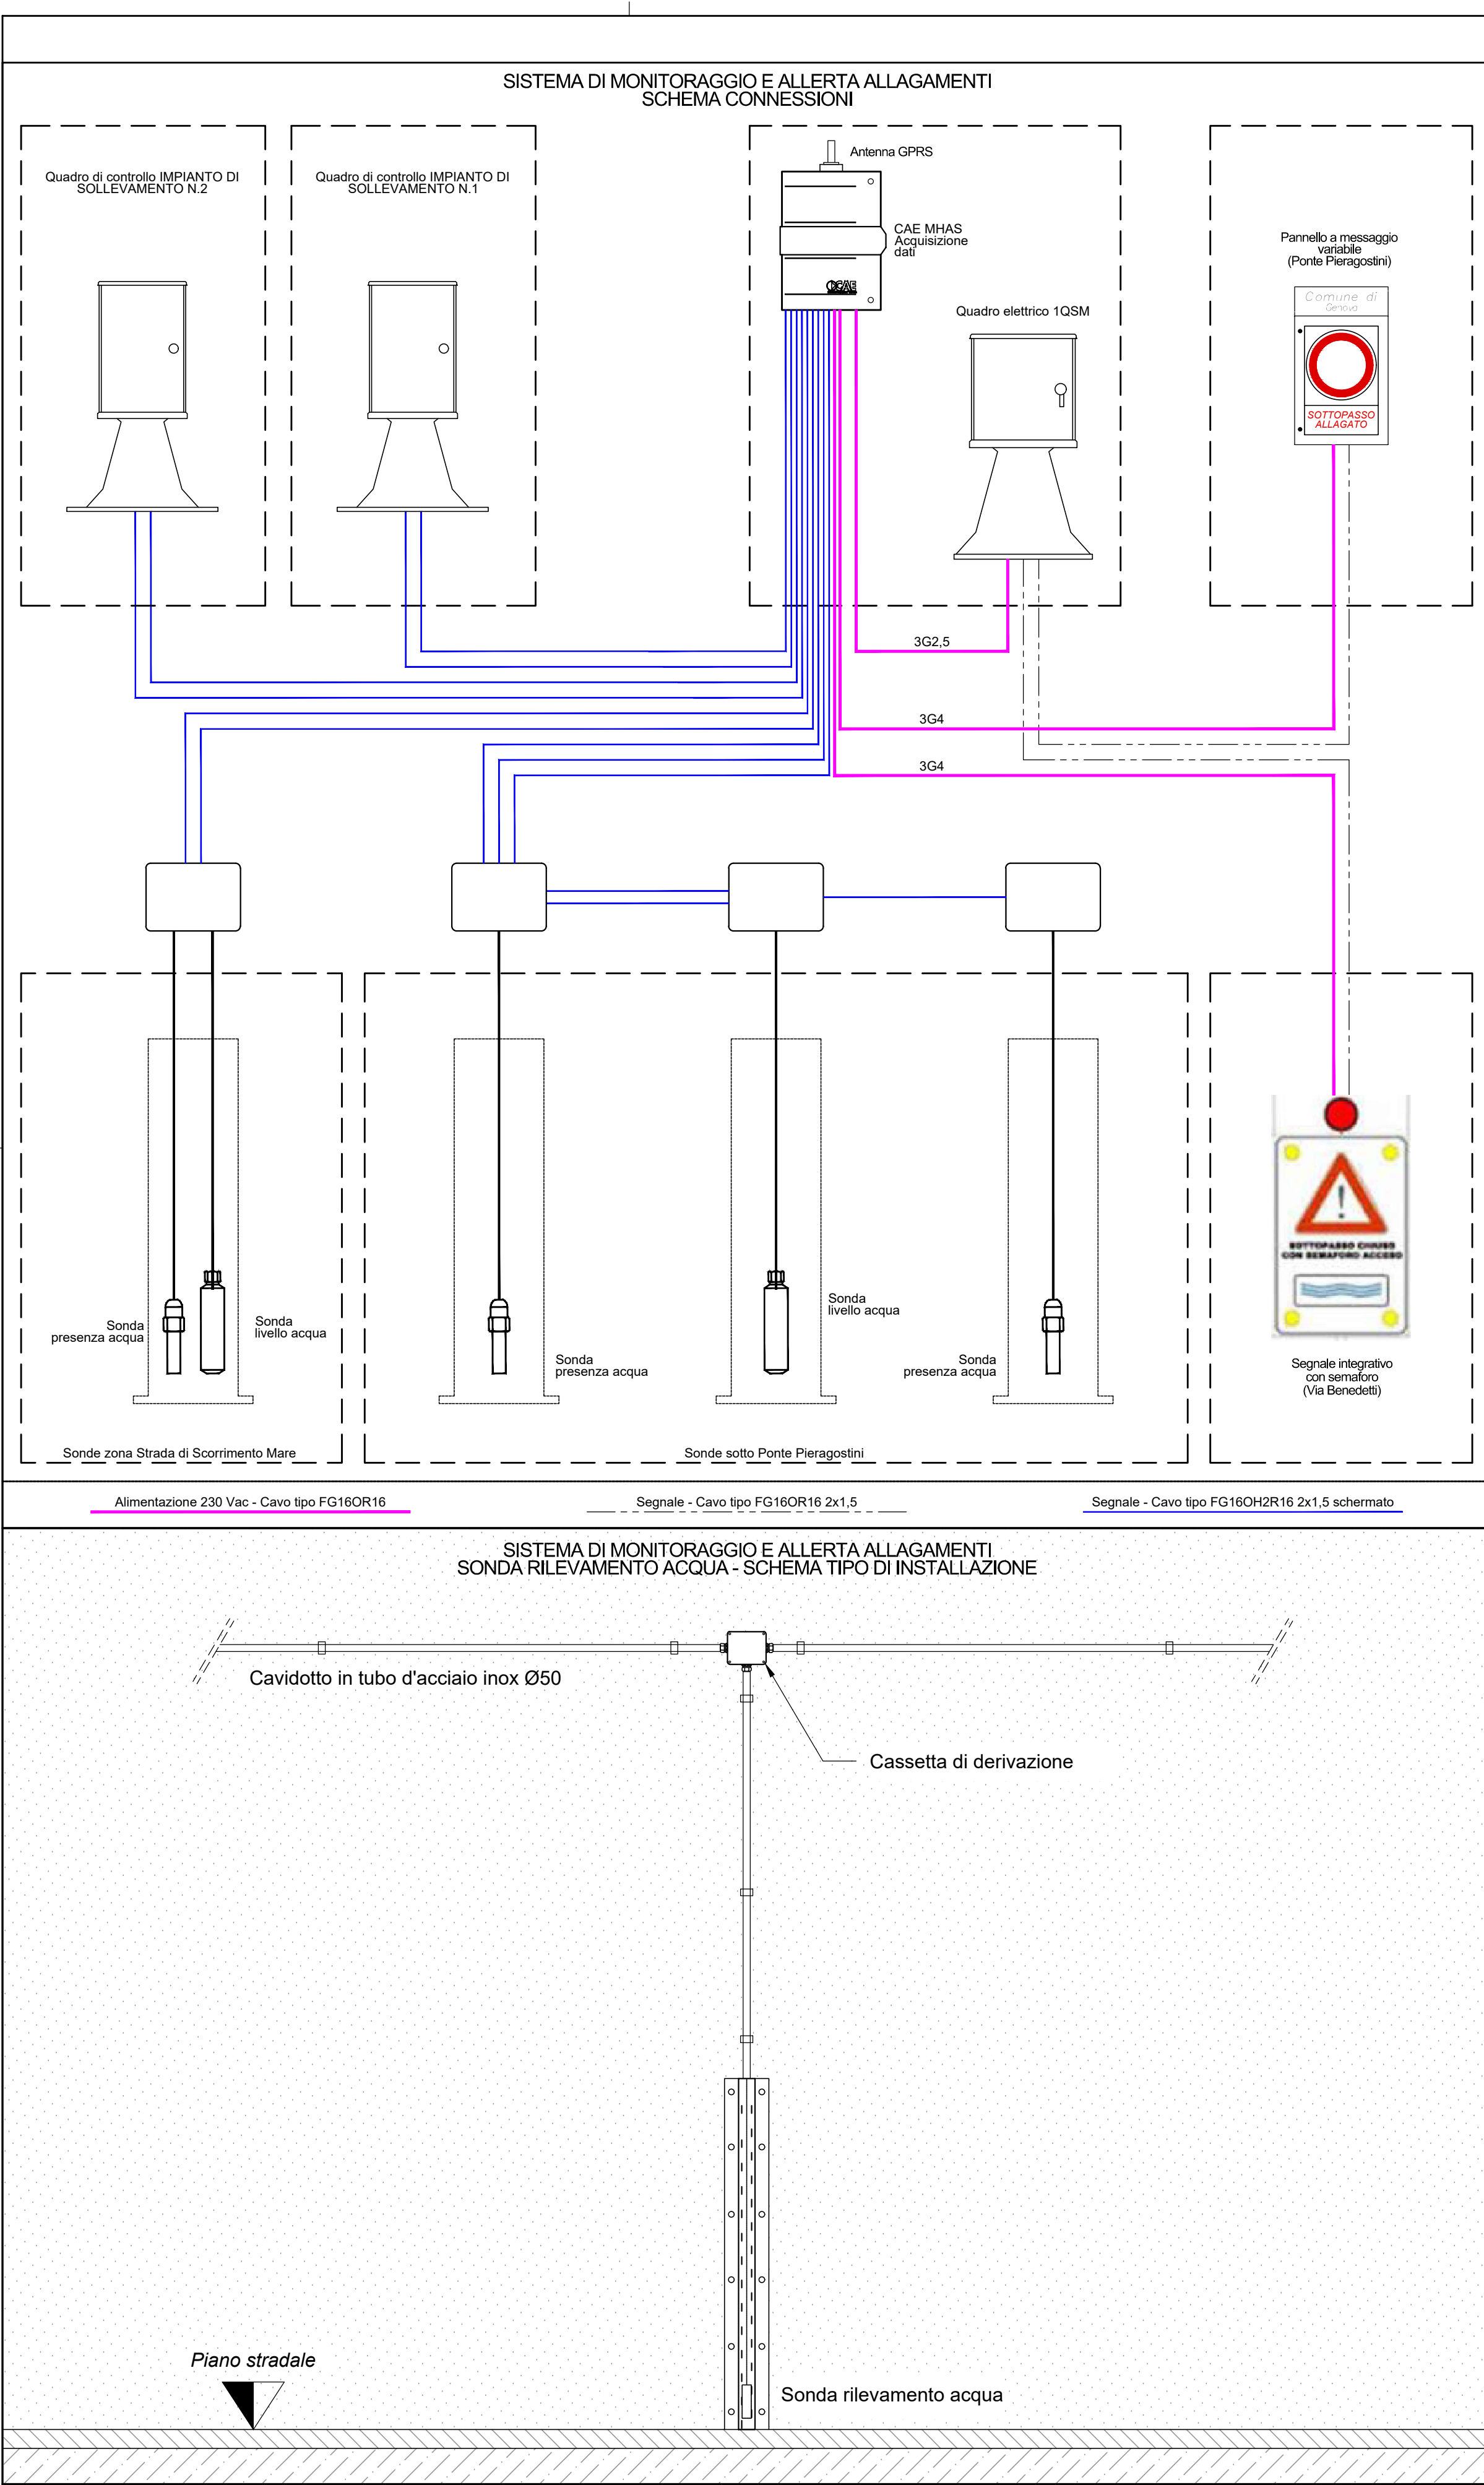 SISTEMA DI MONITORAGGIO E ALLERTA ALLAGAMENTI
SCHEMA CONNESSIONI
Quadro di controllo IMPIANTO DI
SOLLEVAMENTO N.2
Quadro di controllo IMPIANTO DI
SOLLEVAMENTO N.1
Antenna GPRS
CAE MHAS
Acquisizione
dati
CAE
Quadro elettrico 1QSM
Pannello a messaggio
variabile
(Ponte Pieragostini)
Comune di
Genova
SOTTOPASSO
ALLAGATO
3G2,5
3G4
3G4
Sonda
presenza acqua
Sonda
livello acqua
Sonda
presenza acqua
Sonda
livello acqua
Sonda
presenza acqua
SOTTOPASSO CHIUSO
CON SEMAFORO ACCESO
Segnale integrativo
con semaforo
(Via Benedetti)
Sonde zona Strada di Scorrimento Mare
Sonde sotto Ponte Pieragostini
Alimentazione 230 Vac - Cavo tipo FG16OR16
Segnale - Cavo tipo FG16OR16 2x1,5
Segnale - Cavo tipo FG16OH2R16 2x1,5 schermato
SISTEMA DI MONITORAGGIO E ALLERTA ALLAGAMENTI
SONDA RILEVAMENTO ACQUA - SCHEMA TIPO DI INSTALLAZIONE
Cavidotto in tubo d'acciaio inox Ø50
Cassetta di derivazione
Piano stradale
Sonda rilevamento acqua